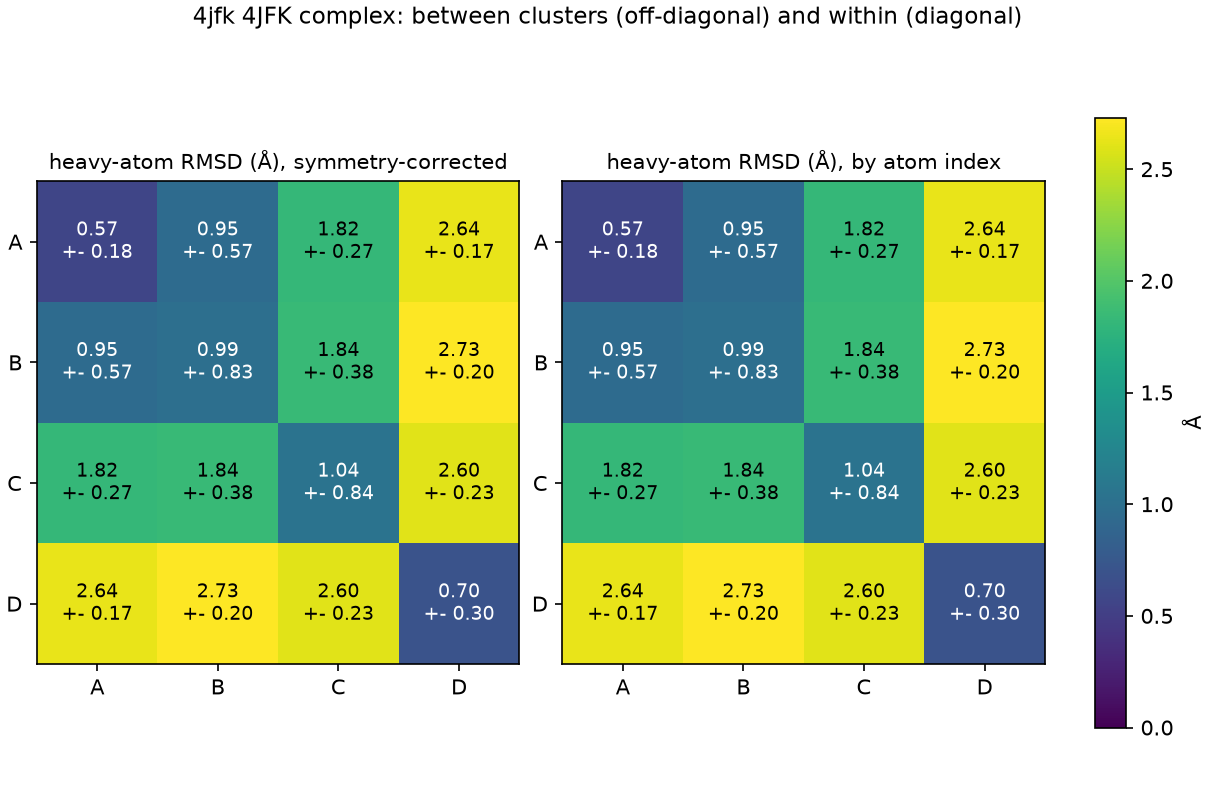 4jfk 4JFK complex: between clusters (off-diagonal) and within (diagonal)
heavy-atom RMSD (Å), symmetry-corrected
A
0.57 0.95 1.82 2.64
+- 0.18 +- 0.57 +- 0.27 +- 0.17
B
0.95 0.99 1.84 2.73
+- 0.57 +- 0.83 +- 0.38 +- 0.20
C
1.82 1.84 1.04 2.60
+- 0.27 +- 0.38 +- 0.84 +- 0.23
D
2.64 2.73 2.60 0.70
+- 0.17 +- 0.20 +- 0.23 +- 0.30
A B C D
heavy-atom RMSD (Å), by atom index
A
0.57 0.95 1.82 2.64
+- 0.18 +- 0.57 +- 0.27 +- 0.17
B
0.95 0.99 1.84 2.73
+- 0.57 +- 0.83 +- 0.38 +- 0.20
C
1.82 1.84 1.04 2.60
+- 0.27 +- 0.38 +- 0.84 +- 0.23
D
2.64 2.73 2.60 0.70
+- 0.17 +- 0.20 +- 0.23 +- 0.30
A B C D
2.5
2.0
1.5
1.0
0.5
0.0
Å